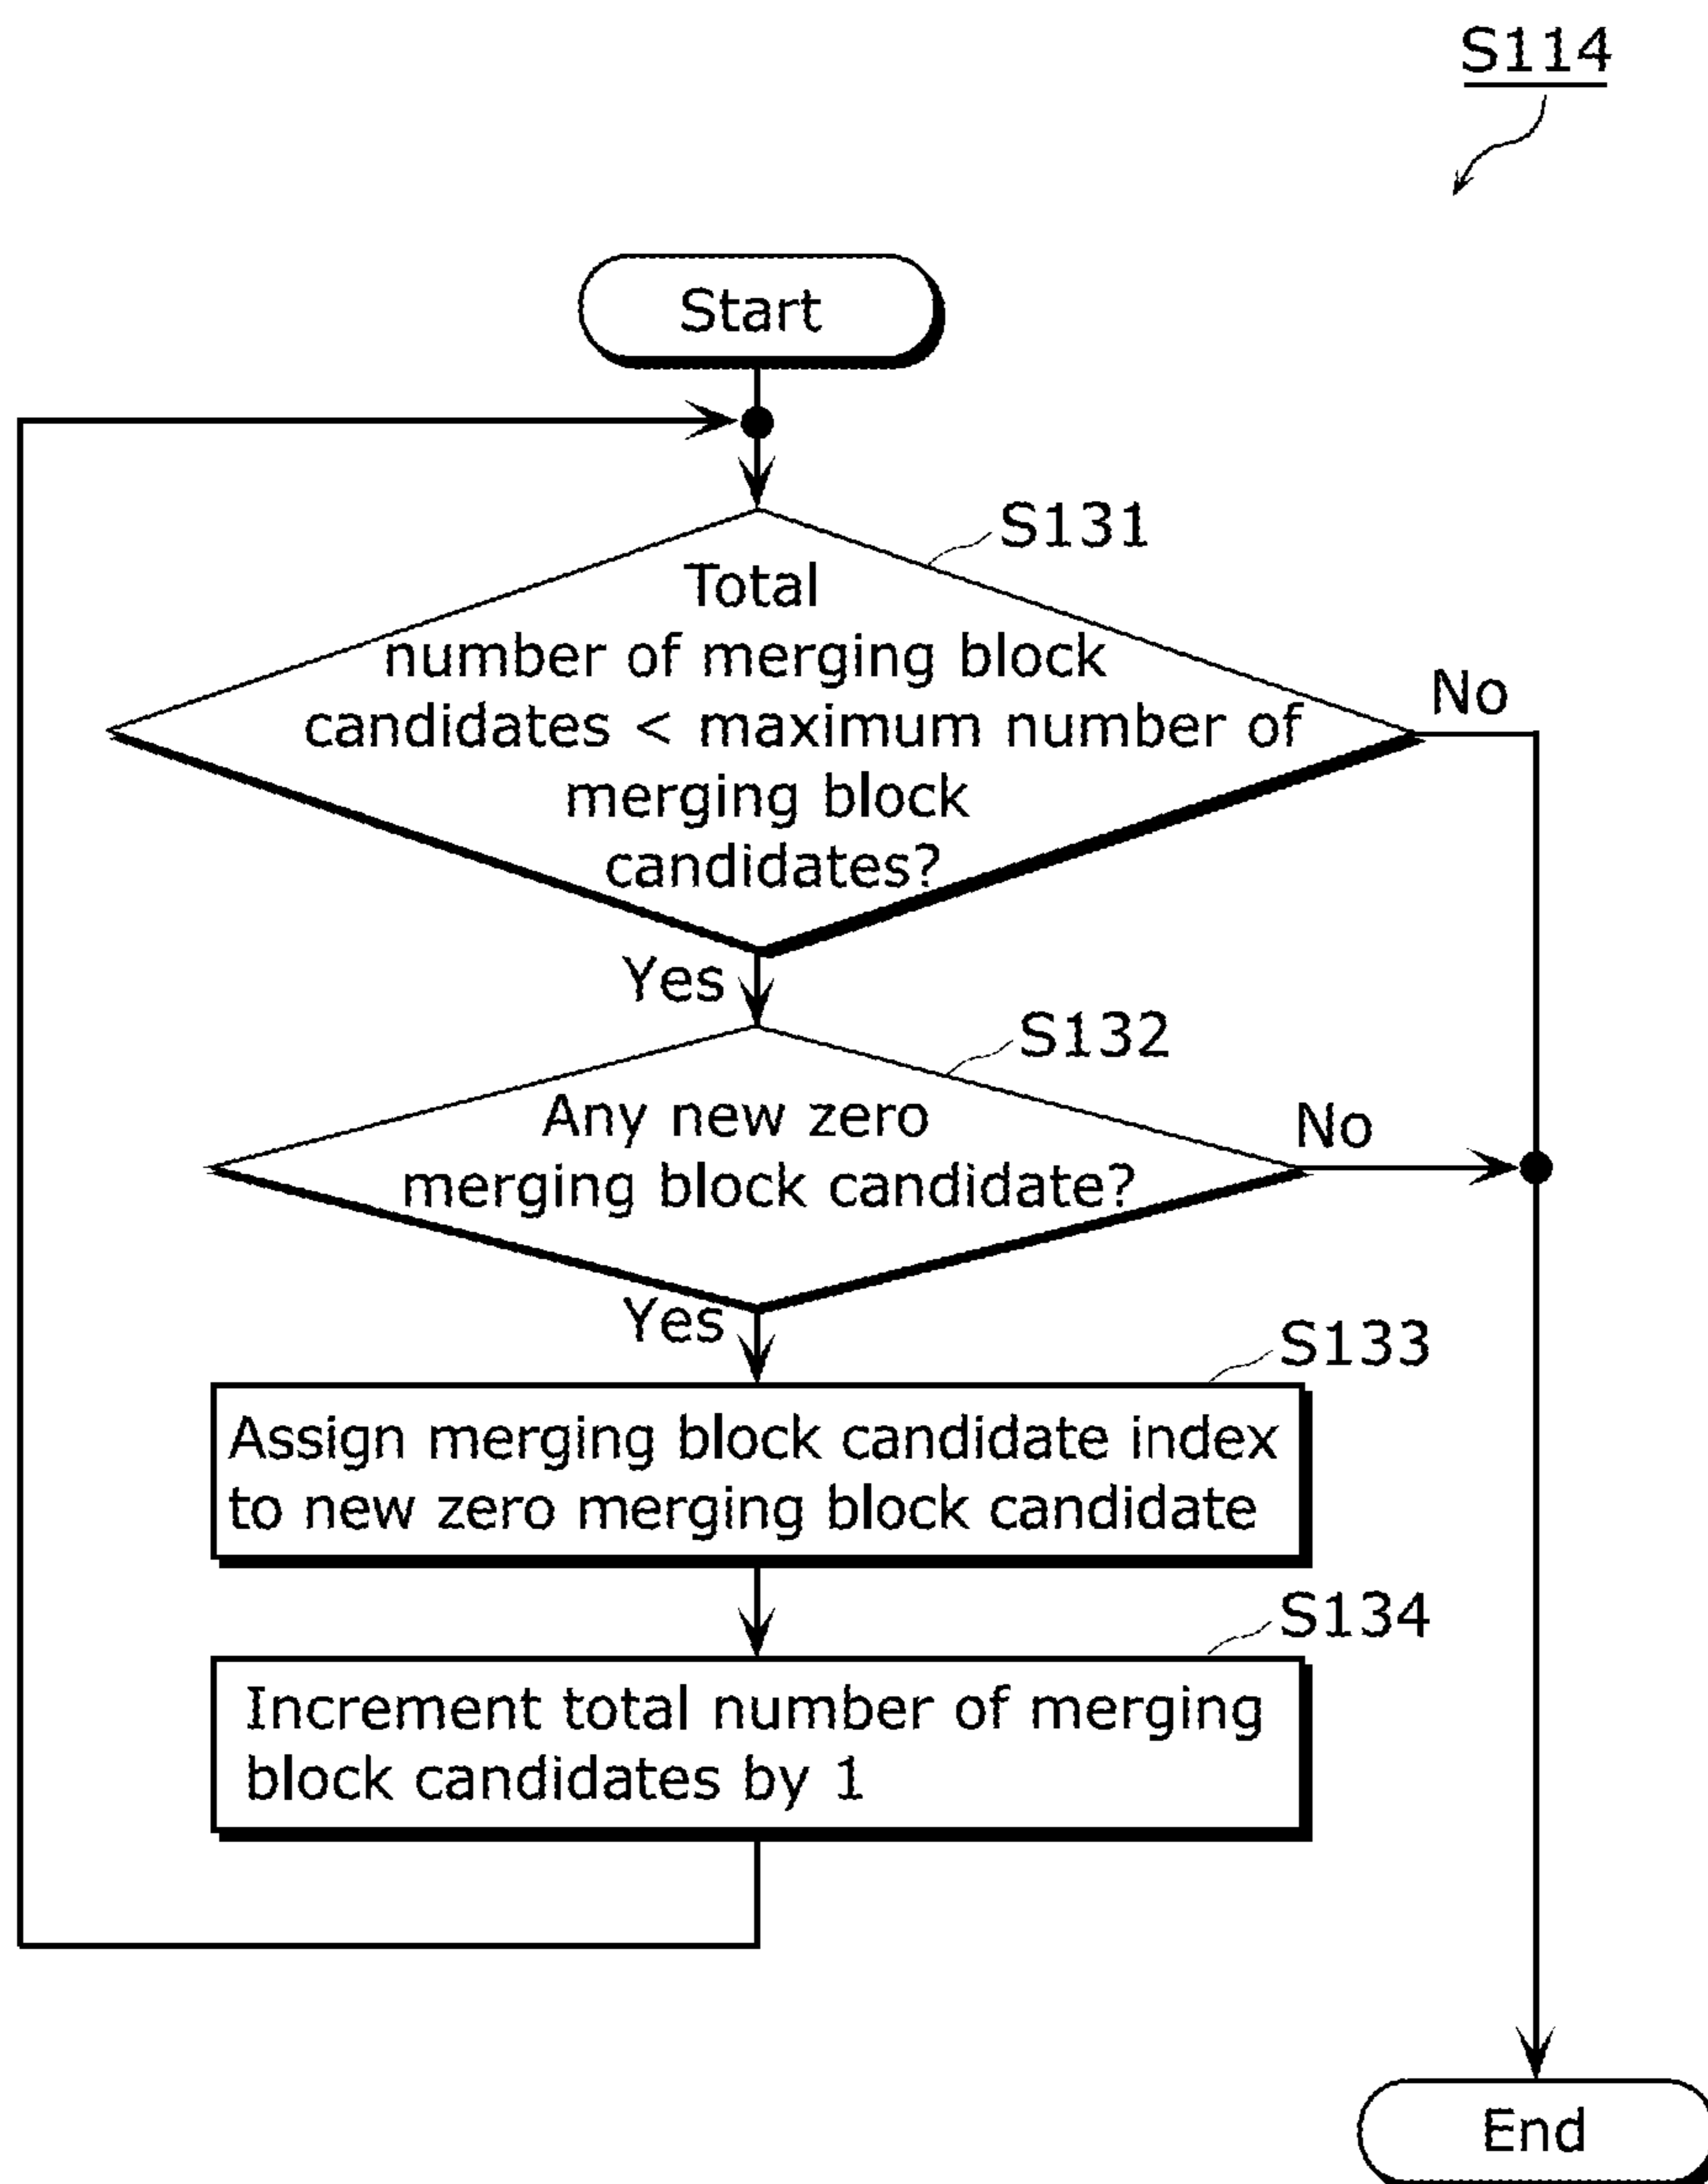 S114
Start
S131
Total
number of merging block
candidates < maximum number of
merging block
candidates?
No
Yes
S132
Any new zero
merging block candidate?
No
Yes
S133
Assign merging block candidate index
to new zero merging block candidate
S134
Increment total number of merging
block candidates by 1
End